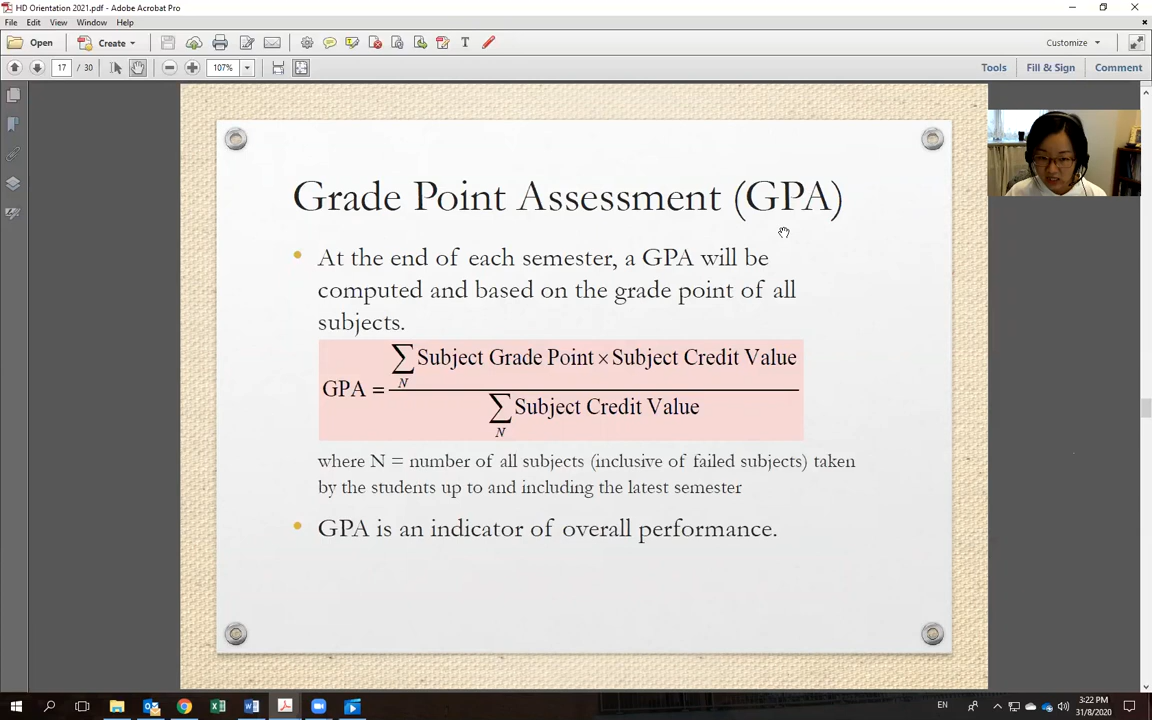 HD Orientation 2021.pdf - Adobe Acrobat Pro
File Edit View Window Help
Open Create Customize
17 / 30 107% Tools Fill & Sign Comment
Grade Point Assessment (GPA)
• At the end of each semester, a GPA will be
computed and based on the grade point of all
subjects.
∑ Subject Grade Point × Subject Credit Value
N
GPA =
∑ Subject Credit Value
N
where N = number of all subjects (inclusive of failed subjects) taken
by the students up to and including the latest semester
• GPA is an indicator of overall performance.
EN
3:22 PM
31/8/2020